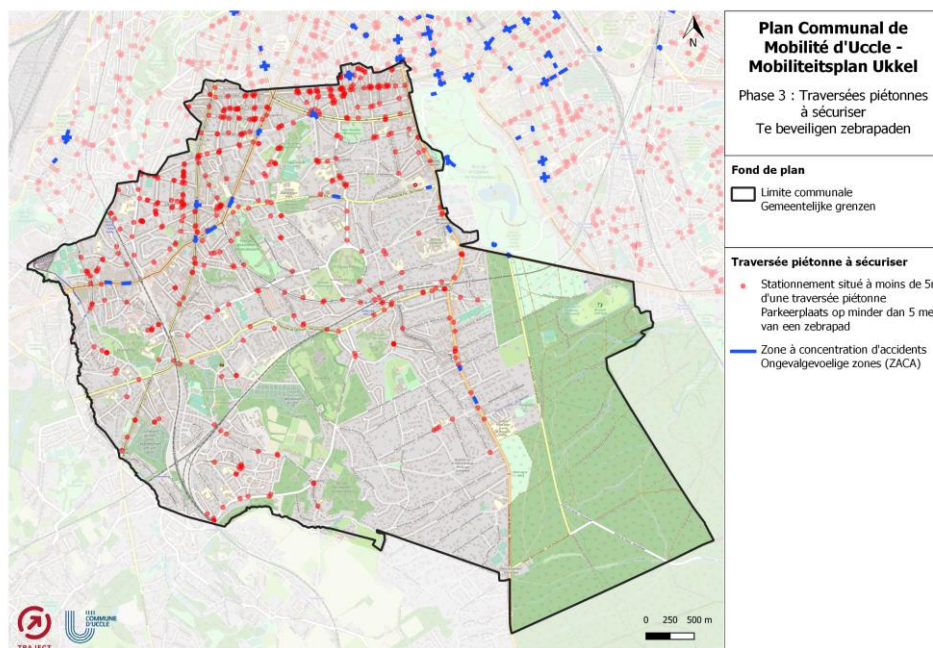 Plan Communal de
Mobilité d'Uccle -
Mobiliteitsplan Ukkel
Phase 3 : Traversées piétonnes
à sécuriser
Te beveiligen zebrapaden
Fond de plan
Limite communale
Gemeentelijke grenzen
Traversée piétonne à sécuriser
Stationnement situé à moins de 5m
d'une traversée piétonne
Parkeerplaats op minder dan 5 me
van een zebrapad
Zone à concentration d'accidents
Ongevalgevoelige zones (ZACA)
N
0 250 500 m
TRAJECT
COMMUNE
D'UCCLE